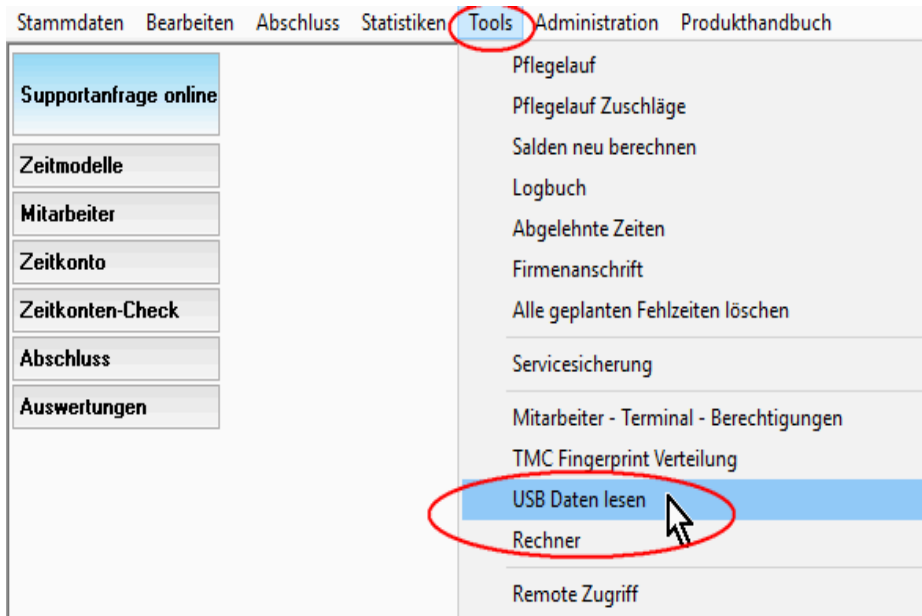 Stammdaten Bearbeiten Abschluss Statistiken Tools Administration Produkthandbuch
Supportanfrage online
Zeitmodelle
Mitarbeiter
Zeitkonto
Zeitkonten-Check
Abschluss
Auswertungen
Pflegelauf
Pflegelauf Zuschläge
Salden neu berechnen
Logbuch
Abgelehnte Zeiten
Firmenanschrift
Alle geplanten Fehlzeiten löschen
Servicesicherung
Mitarbeiter - Terminal - Berechtigungen
TMC Fingerprint Verteilung
USB Daten lesen
Rechner
Remote Zugriff